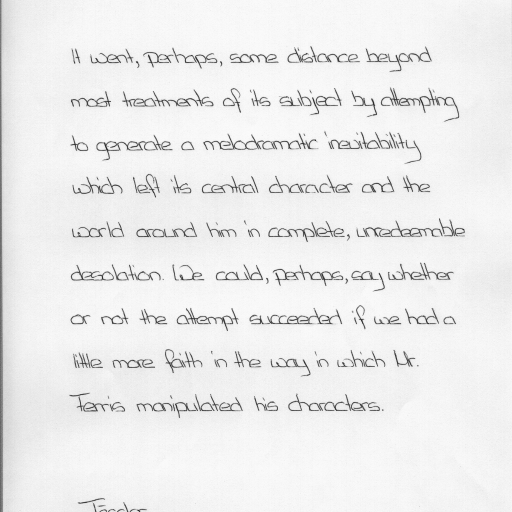 It went, perhaps, some distance beyond
most treatments of its subject by attempting
to generate a melodramatic inevitability
which left its central character and the
world around him in complete, unredeemable
desolation. We could, perhaps, say whether
or not the attempt succeeded if we had a
little more faith in the way in which Mr.
Ferris manipulated his characters.